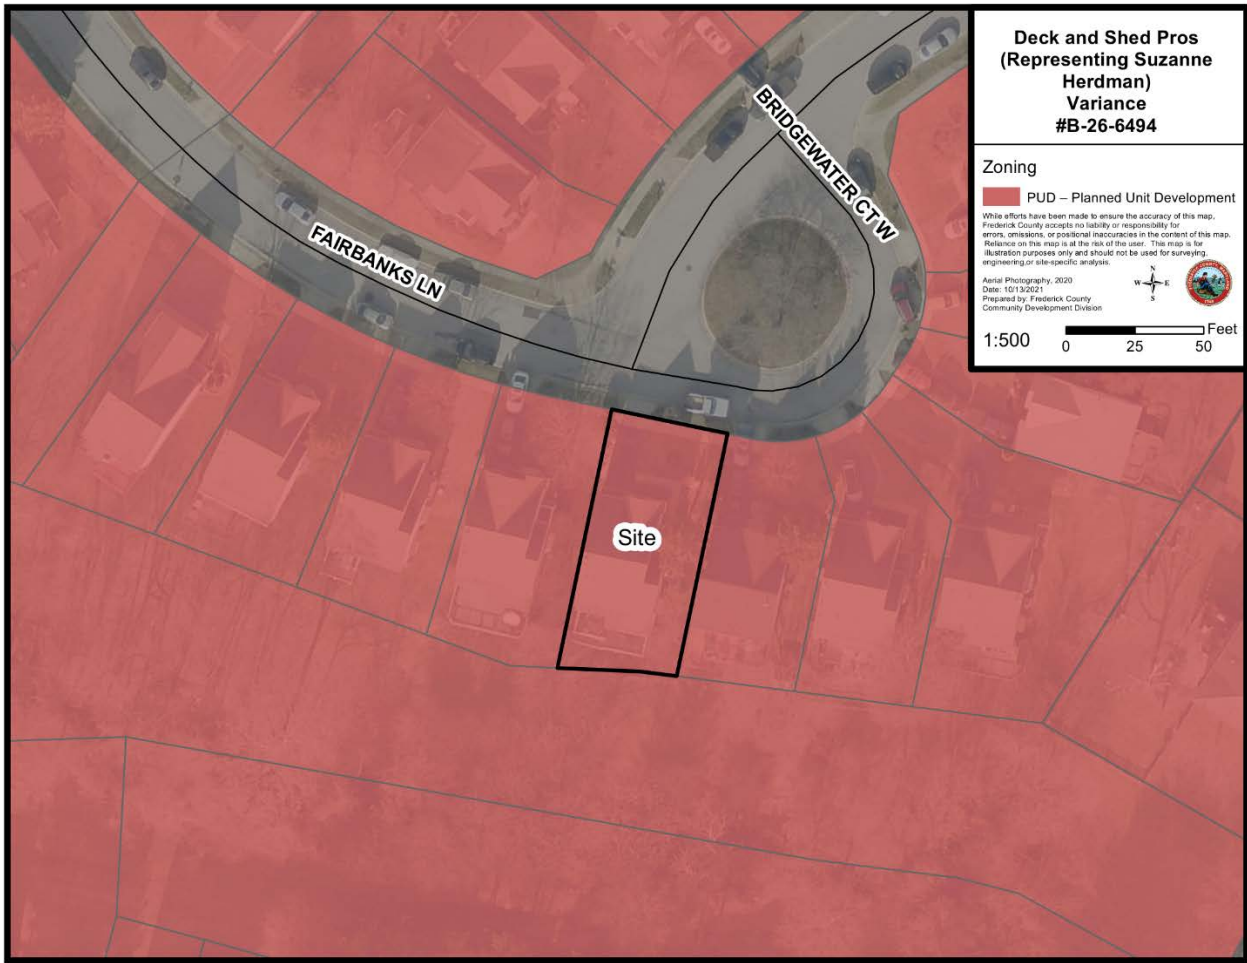 Deck and Shed Pros
(Representing Suzanne
Herdman)
Variance
#B-26-6494
Zoning
PUD – Planned Unit Development
While efforts have been made to ensure the accuracy of this map,
Frederick County accepts no liability or responsibility for
errors, omissions, or positional inaccuracies in the content of this map.
Reliance on this map is at the risk of the user. This map is for
illustration purposes only and should not be used for surveying,
engineering,or site-specific analysis.
Aerial Photography, 2020
Date: 10/13/2021
Prepared by: Frederick County
Community Development Division
N
W E
S
1:500
Feet
0 25 50
BRIDGEWATER CT W
FAIRBANKS LN
Site